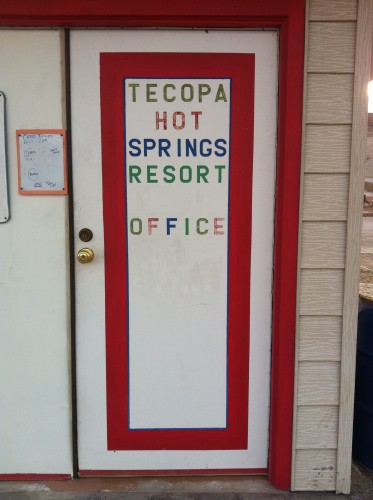 TECOPA
HOT
SPRINGS
RESORT
OFFICE